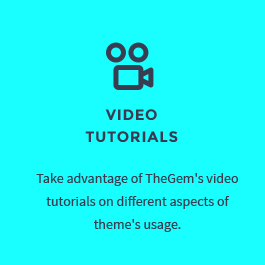 VIDEO
TUTORIALS
Take advantage of TheGem's video
tutorials on different aspects of
theme's usage.